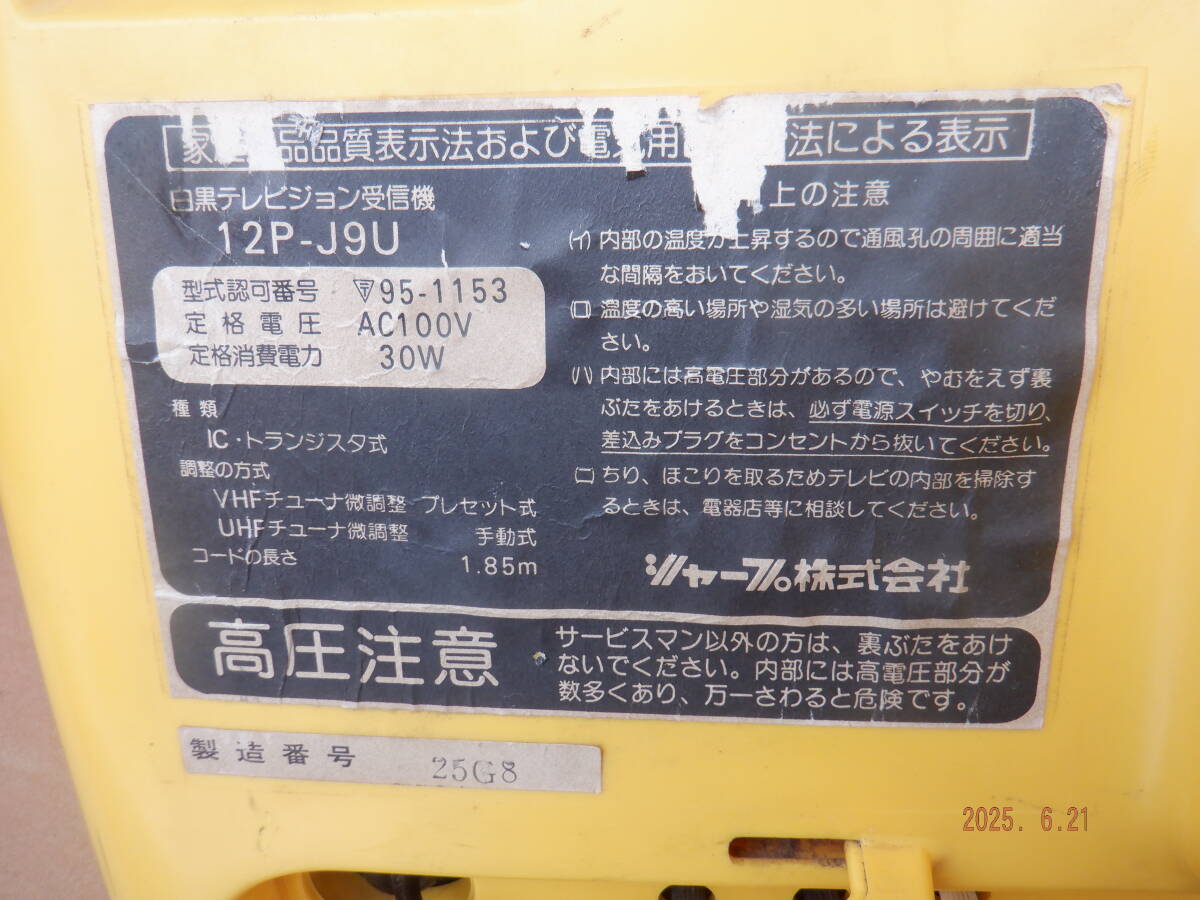 家 品品質表示法および電気用 法による表示
白黒テレビジョン受信機
12P-J9U
型式認可番号 〒95-1153
定格電圧 AC100V
定格消費電力 30W
種類
IC・トランジスタ式
調整の方式
VHFチューナ微調整 プレセット式
UHFチューナ微調整 手動式
コードの長さ 1.85m
上の注意
(イ) 内部の温度が上昇するので通風孔の周囲に適当
な間隔をおいてください。
(ロ) 温度の高い場所や湿気の多い場所は避けてくだ
さい。
(ハ) 内部には高電圧部分があるので、やむをえず裏
ぶたをあけるときは、必ず電源スイッチを切り、
差込みプラグをコンセントから抜いてください。
(ニ) ちり、ほこりを取るためテレビの内部を掃除す
るときは、電器店等に相談してください。
シャープ株式会社
高圧注意
サービスマン以外の方は、裏ぶたをあけ
ないでください。内部には高電圧部分が
数多くあり、万一さわると危険です。
製造番号 25G8
2025. 6.21